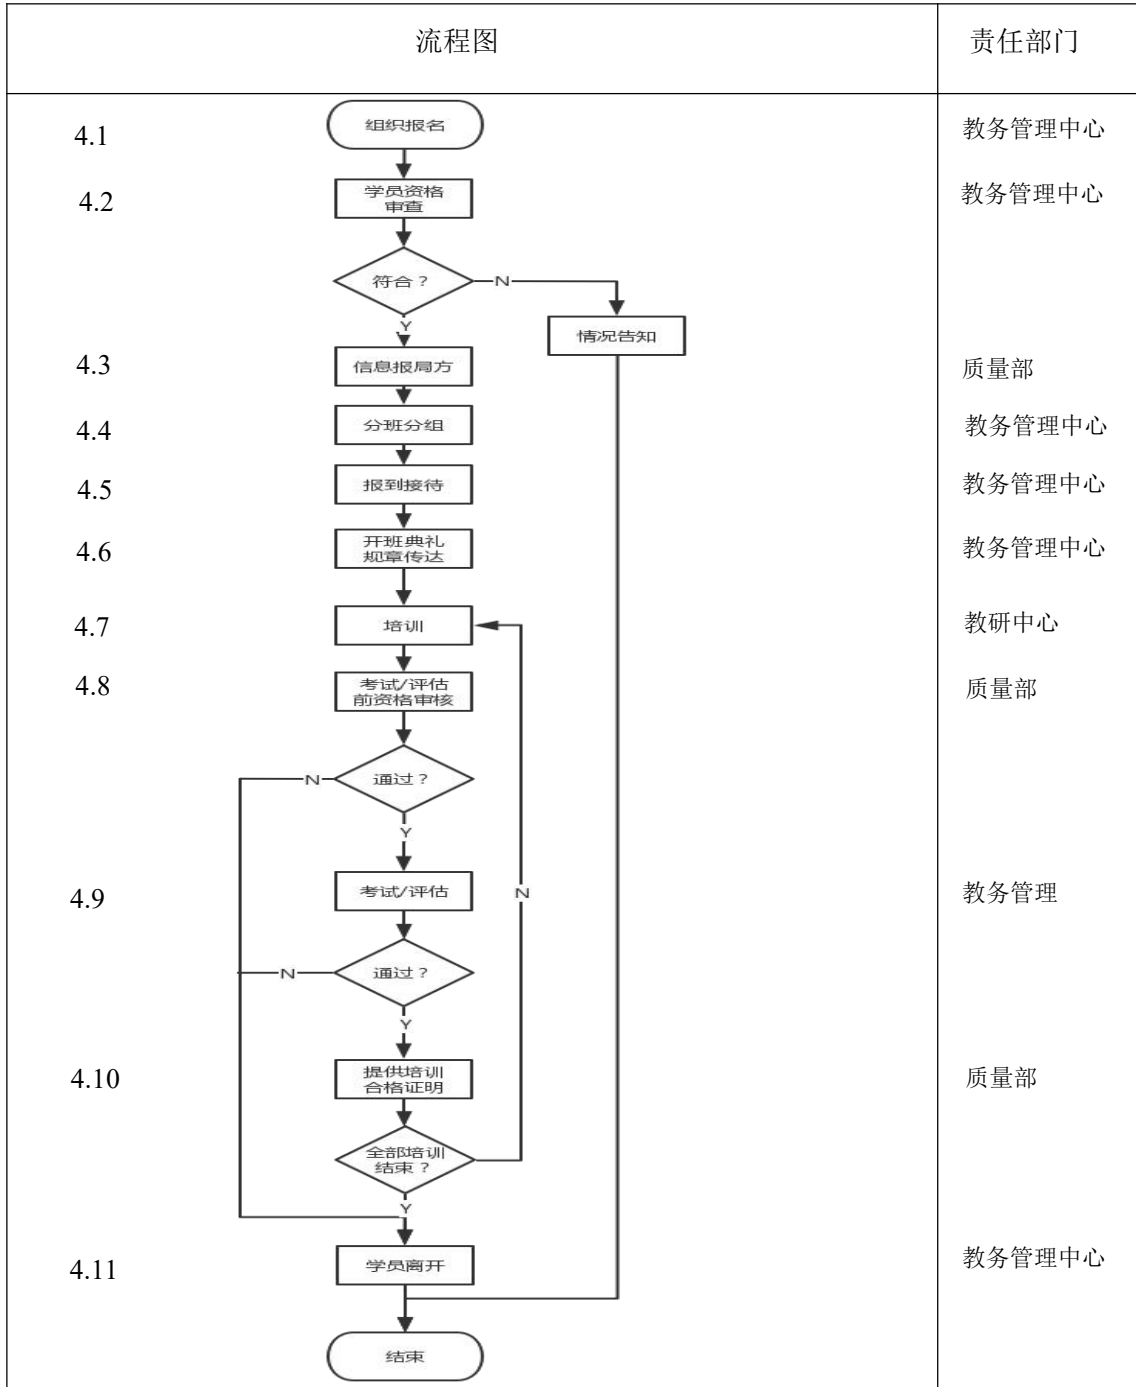 流程图
责任部门
4.1
组织报名
教务管理中心
4.2
学员资格
审查
教务管理中心
符合？
N
Y
情况告知
4.3
信息报局方
质量部
4.4
分班分组
教务管理中心
4.5
报到接待
教务管理中心
4.6
开班典礼
规章传达
教务管理中心
4.7
培训
教研中心
4.8
考试/评估
前资格审核
质量部
N
通过？
Y
4.9
考试/评估
N
教务管理
N
通过？
Y
4.10
提供培训
合格证明
质量部
全部培训
结束？
Y
4.11
学员离开
教务管理中心
结束